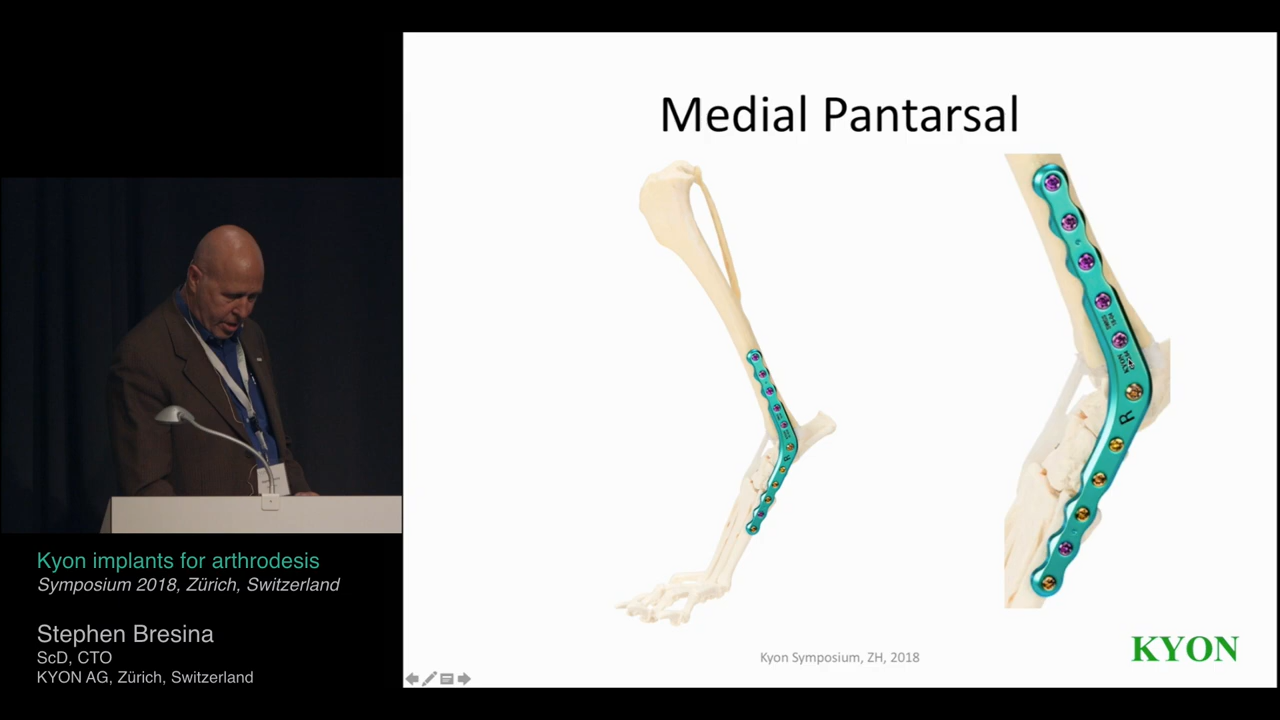 Medial Pantarsal
R
KYON
R
Kyon implants for arthrodesis
Symposium 2018, Zürich, Switzerland
Stephen Bresina
ScD, CTO
KYON AG, Zürich, Switzerland
Kyon Symposium, ZH, 2018
KYON